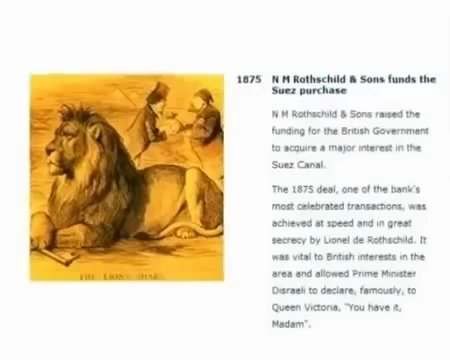 1875 N M Rothschild & Sons funds the
Suez purchase
N M Rothschild & Sons raised the
funding for the British Government
to acquire a major interest in the
Suez Canal.
The 1875 deal, one of the bank's
most celebrated transactions, was
achieved at speed and in great
secrecy by Lionel de Rothschild. It
was vital to British interests in the
area and allowed Prime Minister
Disraeli to declare, famously, to
Queen Victoria, "You have it,
Madam".
THE LION'S SHARE